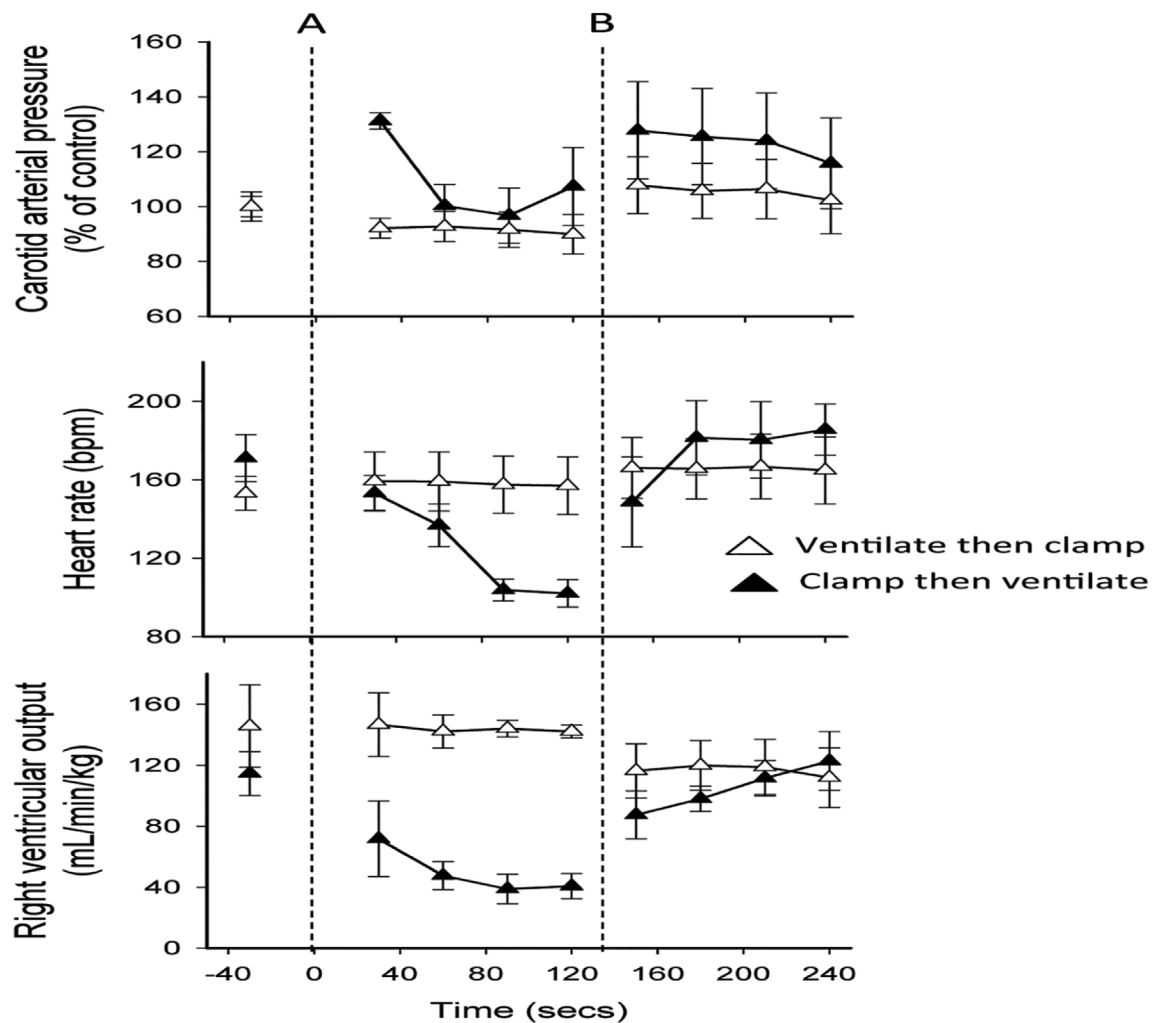 A
B
Carotid arterial pressure
(% of control)
160
140
120
100
80
60
Heart rate (bpm)
200
160
120
80
Ventilate then clamp
Clamp then ventilate
Right ventricular output
(mL/min/kg)
160
120
80
40
0
-40
0
40
80
120
160
200
240
Time (secs)